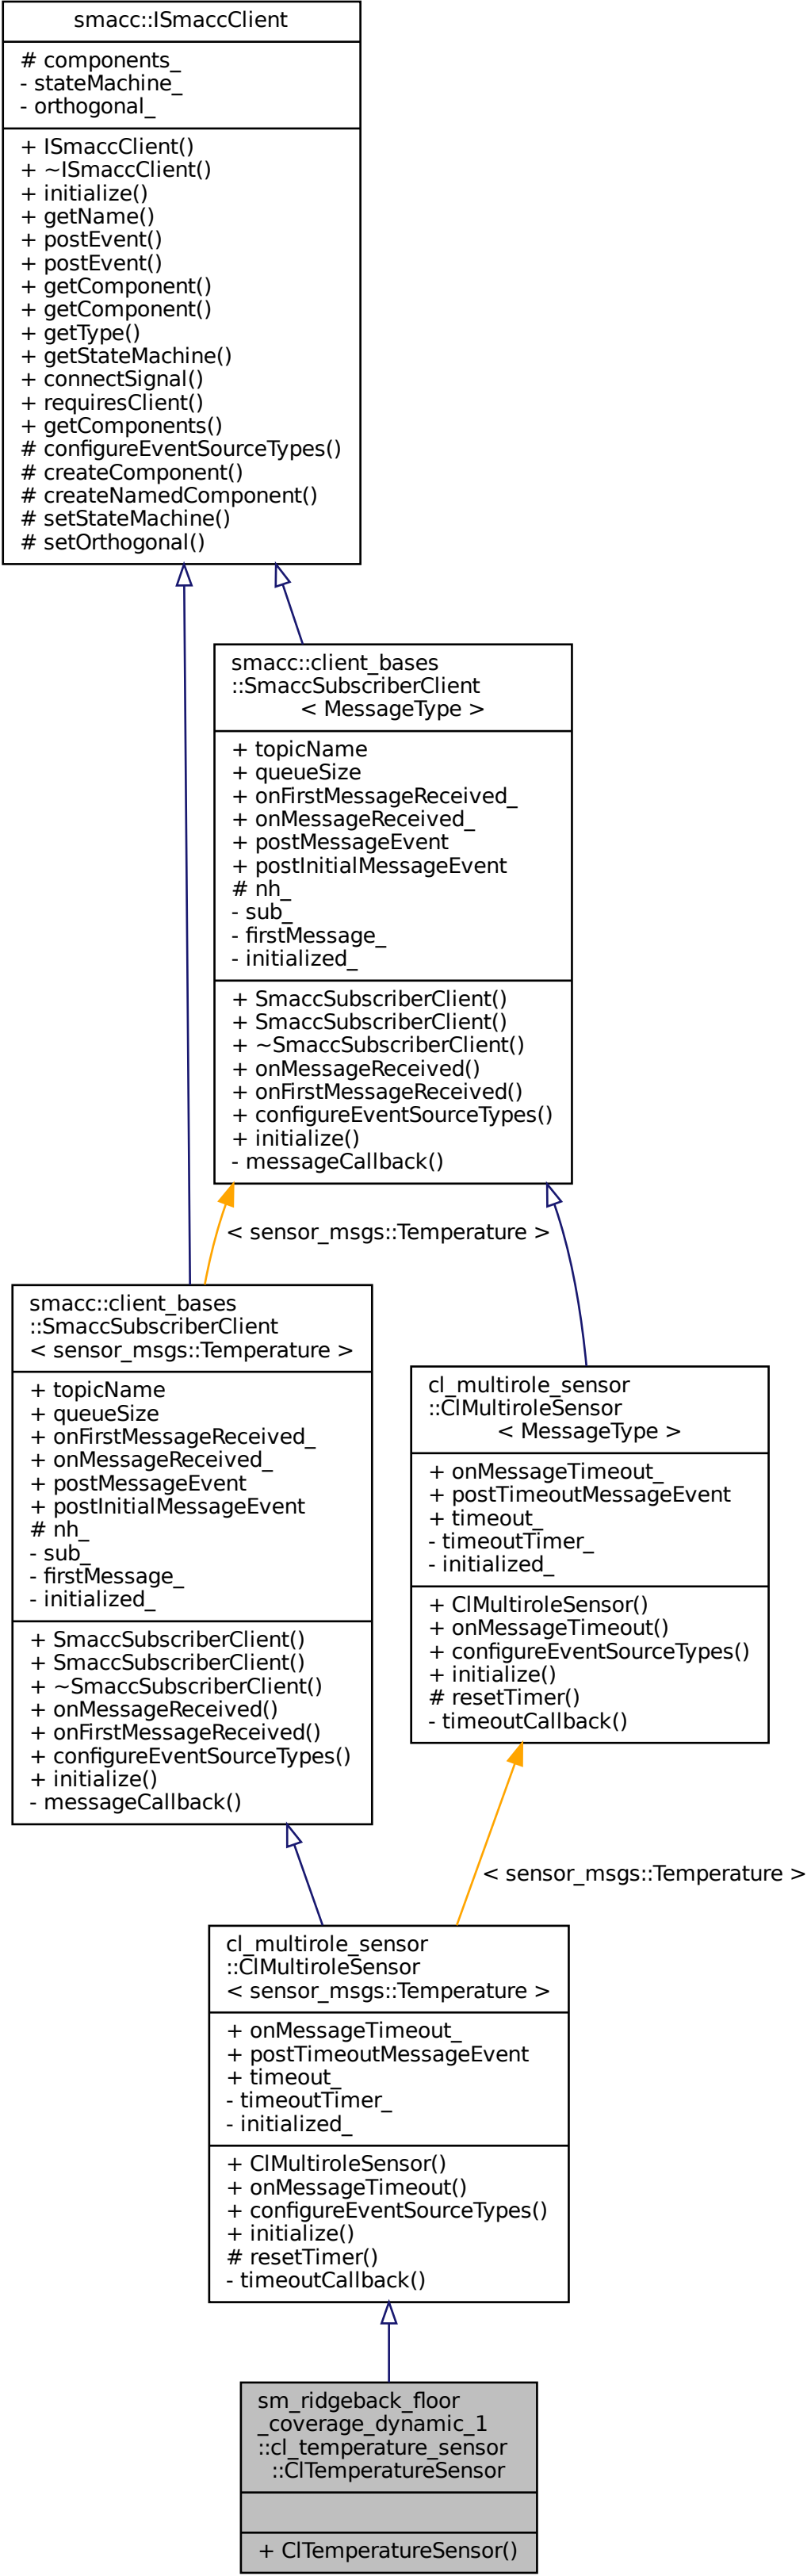 smacc::ISmaccClient
# components_
- stateMachine_
- orthogonal_
+ ISmaccClient()
+ ~ISmaccClient()
+ initialize()
+ getName()
+ postEvent()
+ postEvent()
+ getComponent()
+ getComponent()
+ getType()
+ getStateMachine()
+ connectSignal()
+ requiresClient()
+ getComponents()
# configureEventSourceTypes()
# createComponent()
# createNamedComponent()
# setStateMachine()
# setOrthogonal()
smacc::client_bases
::SmaccSubscriberClient
< MessageType >
+ topicName
+ queueSize
+ onFirstMessageReceived_
+ onMessageReceived_
+ postMessageEvent
+ postInitialMessageEvent
# nh_
- sub_
- firstMessage_
- initialized_
+ SmaccSubscriberClient()
+ SmaccSubscriberClient()
+ ~SmaccSubscriberClient()
+ onMessageReceived()
+ onFirstMessageReceived()
+ configureEventSourceTypes()
+ initialize()
- messageCallback()
< sensor_msgs::Temperature >
smacc::client_bases
::SmaccSubscriberClient
< sensor_msgs::Temperature >
+ topicName
+ queueSize
+ onFirstMessageReceived_
+ onMessageReceived_
+ postMessageEvent
+ postInitialMessageEvent
# nh_
- sub_
- firstMessage_
- initialized_
+ SmaccSubscriberClient()
+ SmaccSubscriberClient()
+ ~SmaccSubscriberClient()
+ onMessageReceived()
+ onFirstMessageReceived()
+ configureEventSourceTypes()
+ initialize()
- messageCallback()
cl_multirole_sensor
::ClMultiroleSensor
< MessageType >
+ onMessageTimeout_
+ postTimeoutMessageEvent
+ timeout_
- timeoutTimer_
- initialized_
+ ClMultiroleSensor()
+ onMessageTimeout()
+ configureEventSourceTypes()
+ initialize()
# resetTimer()
- timeoutCallback()
< sensor_msgs::Temperature >
cl_multirole_sensor
::ClMultiroleSensor
< sensor_msgs::Temperature >
+ onMessageTimeout_
+ postTimeoutMessageEvent
+ timeout_
- timeoutTimer_
- initialized_
+ ClMultiroleSensor()
+ onMessageTimeout()
+ configureEventSourceTypes()
+ initialize()
# resetTimer()
- timeoutCallback()
sm_ridgeback_floor
_coverage_dynamic_1
::cl_temperature_sensor
::ClTemperatureSensor
+ ClTemperatureSensor()